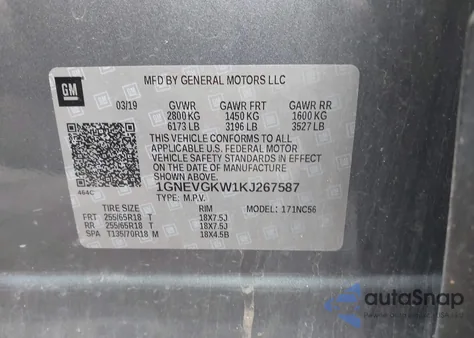 GM
MFD BY GENERAL MOTORS LLC
03/19 GVWR GAWR FRT GAWR RR
2800 KG 1450 KG 1600 KG
6173 LB 3196 LB 3527 LB
THIS VEHICLE CONFORMS TO ALL
APPLICABLE U.S. FEDERAL MOTOR
VEHICLE SAFETY STANDARDS IN EFFECT
ON THE DATE OF MANUFACTURE
SHOWN ABOVE.
464C
1GNEVGKW1KJ267587
TYPE: M.P.V.
TIRE SIZE RIM MODEL: 171NC56
FRT 255/65R18 T 18X7.5J
RR 255/65R18 T 18X7.5J
SPA T135/70R18 M 18X4.5B
autoSnap